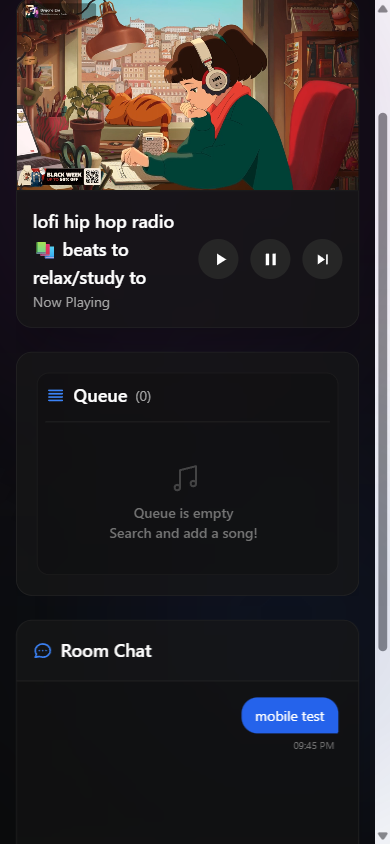 BLACK WEEK
lofi hip hop radio
📚 beats to
relax/study to
Now Playing
Queue (0)
Queue is empty
Search and add a song!
Room Chat
mobile test
09:45 PM